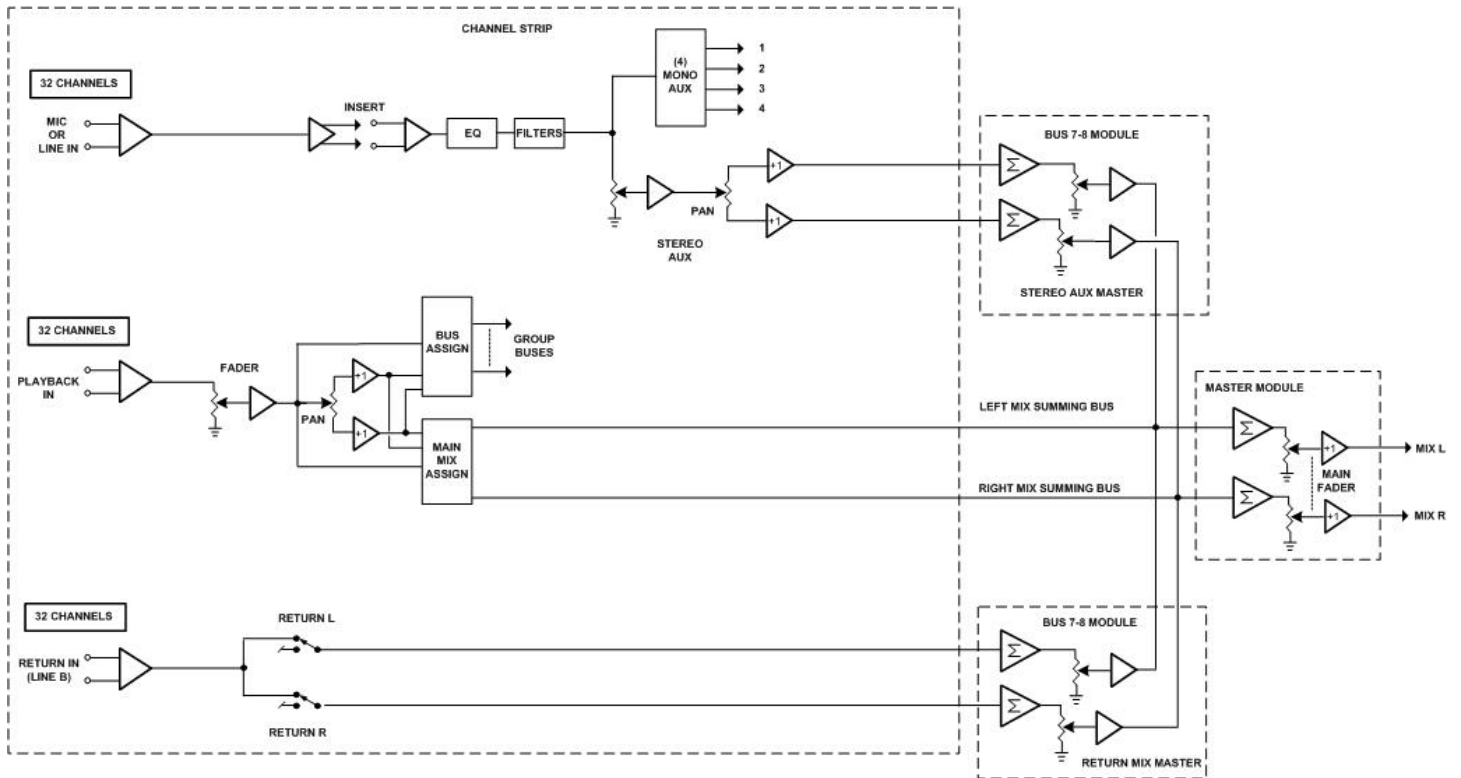 CHANNEL STRIP
32 CHANNELS
MIC
OR
LINE IN
INSERT
EQ
FILTERS
(4)
MONO
AUX
1
2
3
4
PAN
+1
+1
STEREO
AUX
BUS 7-8 MODULE
Σ
Σ
STEREO AUX MASTER
32 CHANNELS
PLAYBACK
IN
FADER
PAN
+1
+1
BUS
ASSIGN
GROUP
BUSES
MAIN
MIX
ASSIGN
LEFT MIX SUMMING BUS
RIGHT MIX SUMMING BUS
MASTER MODULE
Σ
Σ
+1
MAIN
FADER
+1
MIX L
MIX R
32 CHANNELS
RETURN IN
(LINE B)
RETURN L
RETURN R
BUS 7-8 MODULE
Σ
Σ
RETURN MIX MASTER